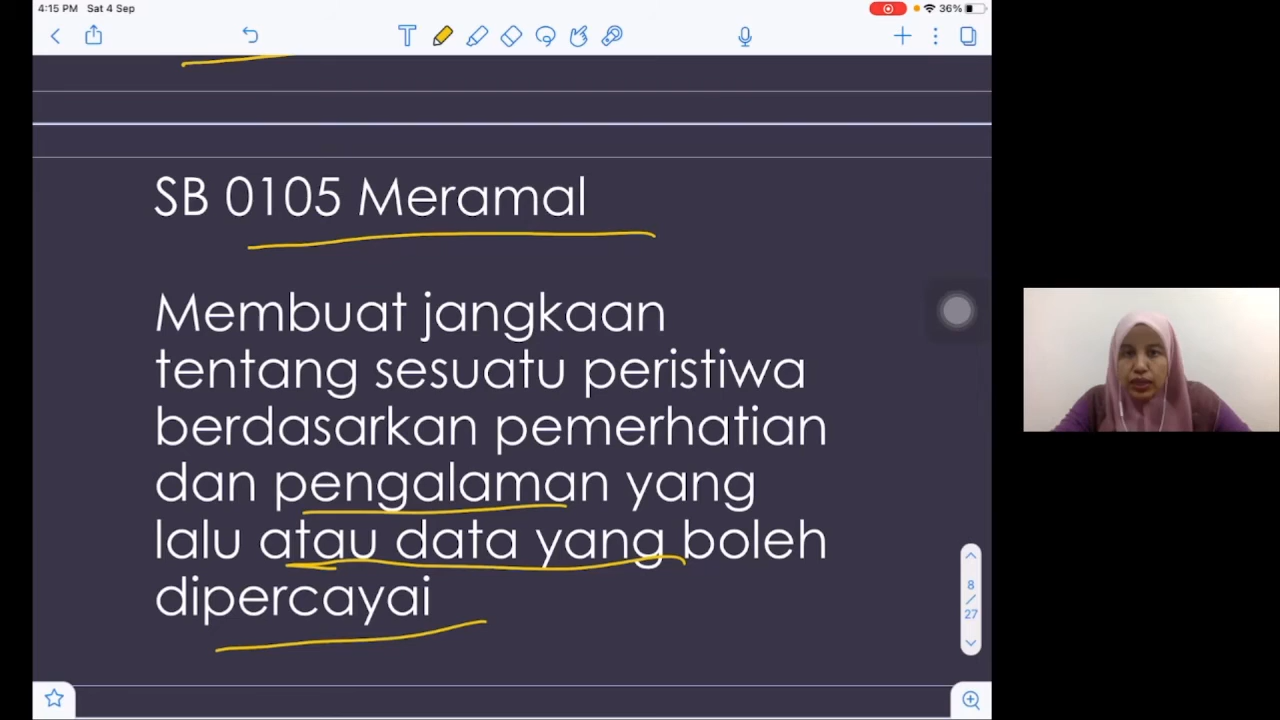 4:15 PM Sat 4 Sep
36%
T
SB 0105 Meramal
Membuat jangkaan
tentang sesuatu peristiwa
berdasarkan pemerhatian
dan pengalaman yang
lalu atau data yang boleh
dipercayai
8
/
27